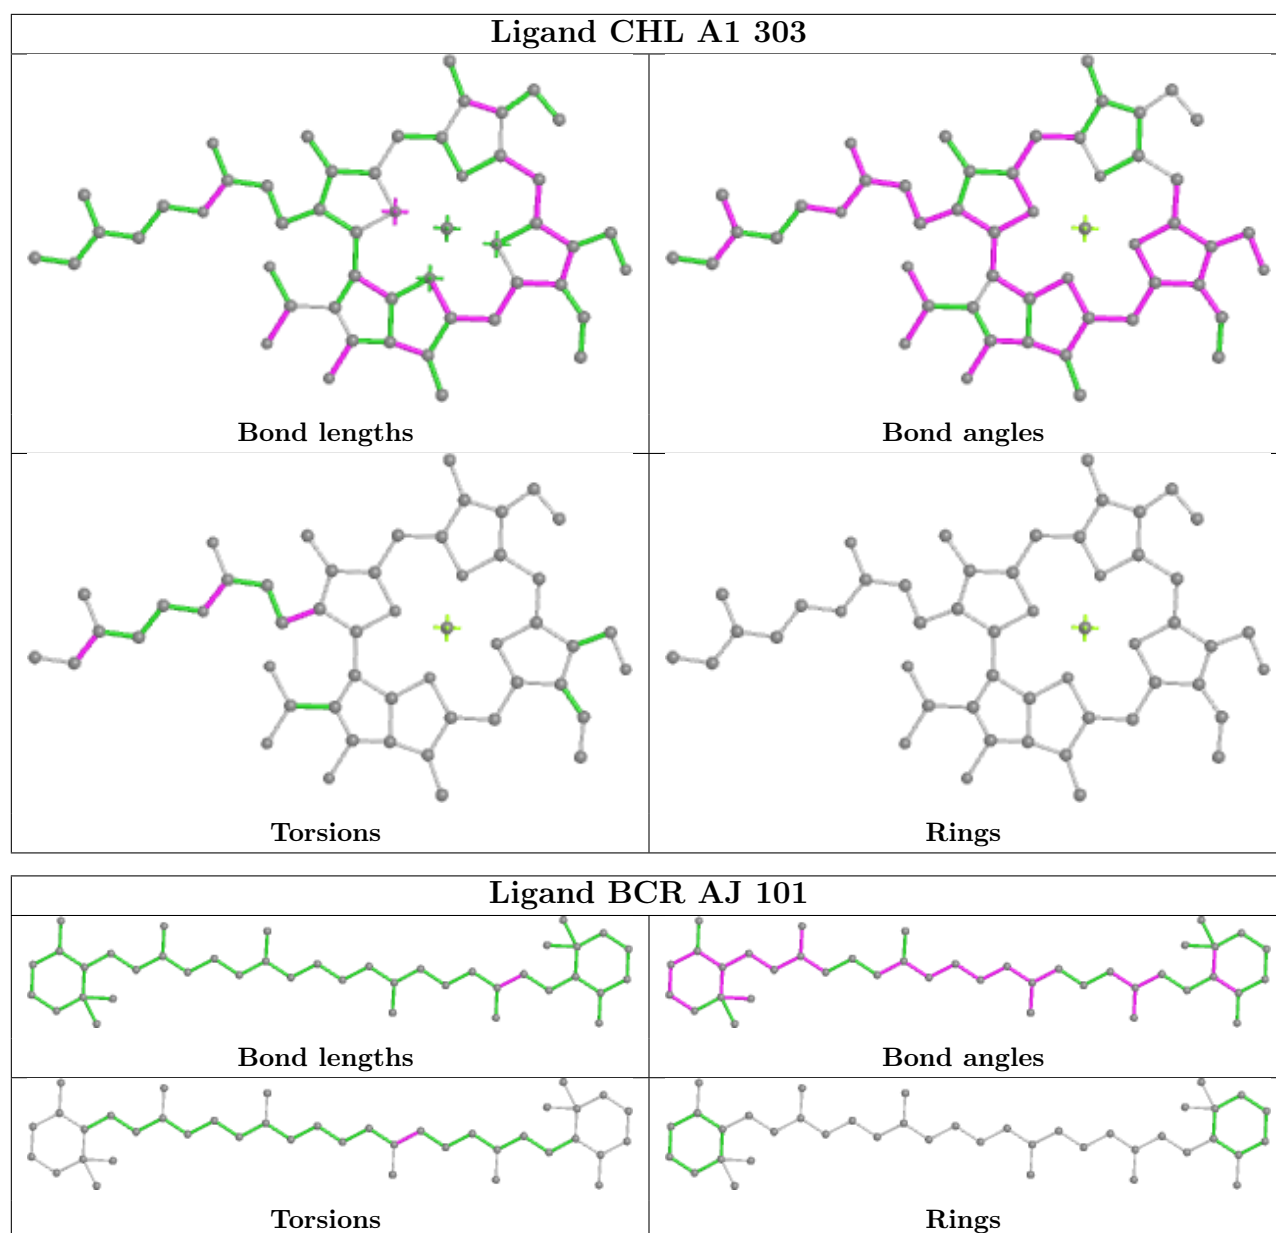 Ligand CHL A1 303
Bond lengths
Bond angles
Torsions
Rings
Ligand BCR AJ 101
Bond lengths
Bond angles
Torsions
Rings